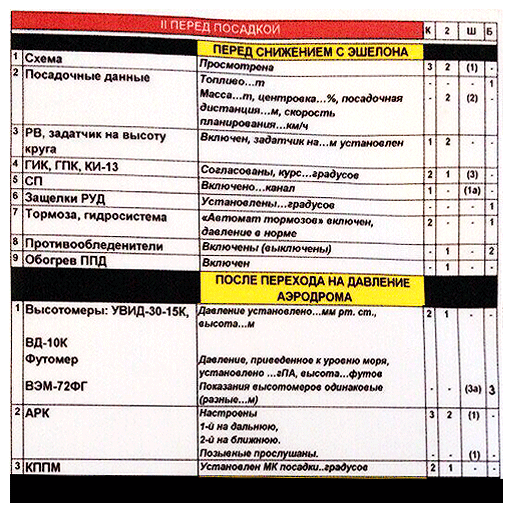 II ПЕРЕД ПОСАДКОЙ К 2 Ш Б
ПЕРЕД СНИЖЕНИЕМ С ЭШЕЛОНА
1 Схема Просмотрена 3 2 (1) -
2 Посадочные данные Топливо...т - - - 1
Масса...т, центровка...%, посадочная - 2 (2) -
дистанция...м, скорость
планирования...км/ч
3 РВ, задатчик на высоту Включен, задатчик на...м установлен 1 2 - -
круга
4 ГИК, ГПК, КИ-13 Согласованы, курс...градусов 2 1 (3) -
5 СП Включено...канал 1 - (1а) -
6 Защелки РУД Установлены...градусов - - - 1
7 Тормоза, гидросистема «Автомат тормозов» включен, 2 - - 1
давление в норме
8 Противообледенители Включены (выключены) - 1 - 2
9 Обогрев ППД Включен - 1 - -
ПОСЛЕ ПЕРЕХОДА НА ДАВЛЕНИЕ
АЭРОДРОМА
1 Высотомеры: УВИД-30-15К, Давление установлено...мм рт. ст., 2 1 - -
высота...м
ВД-10К
Футомер Давление, приведенное к уровню моря,
установлено ...гПА, высота...футов
ВЭМ-72ФГ Показания высотомеров одинаковые - - (3а) 3
(разные...м)
2 АРК Настроены 3 2 (1) -
1-й на дальнюю,
2-й на ближнюю.
Позывные прослушаны. - - (1) -
3 КППМ Установлен МК посадки..градусов 2 1 - -